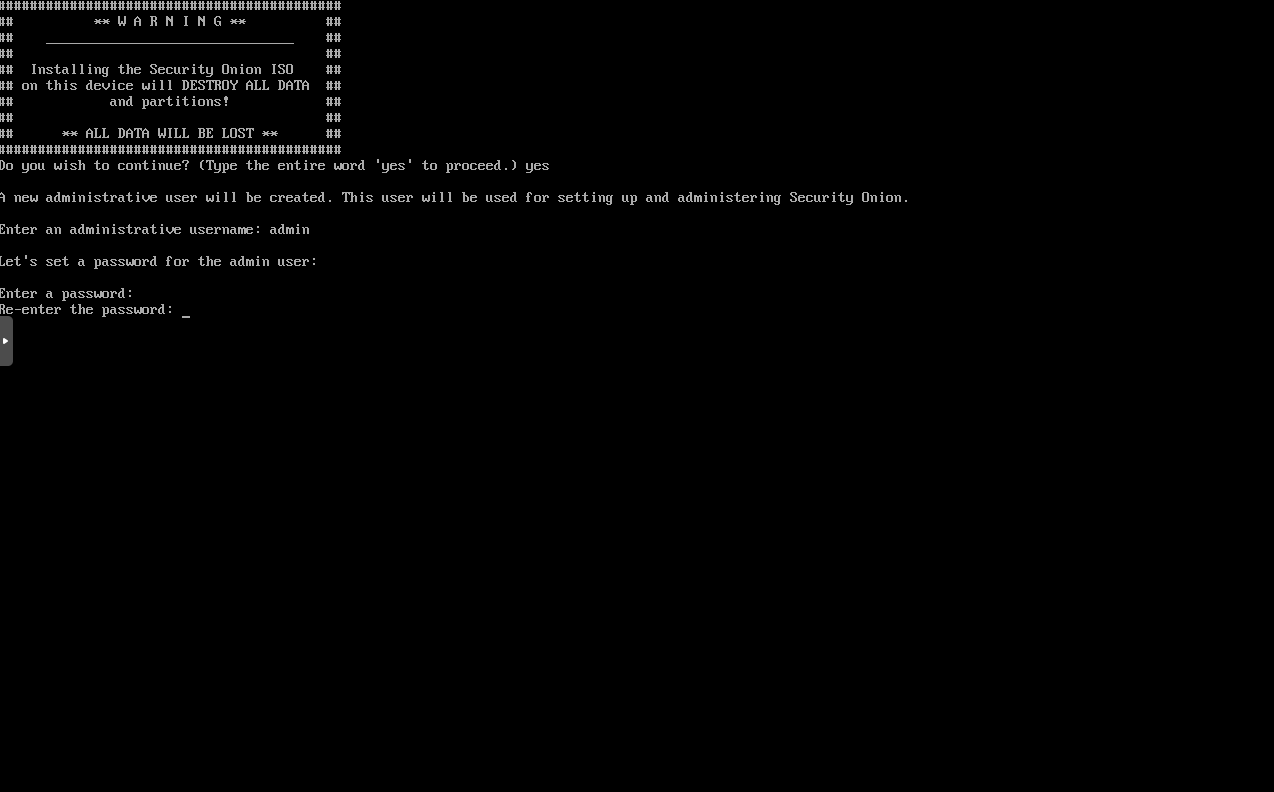 ###########################################
## ** W A R N I N G ** ##
## _______________________________ ##
## ##
## Installing the Security Onion ISO ##
## on this device will DESTROY ALL DATA ##
## and partitions! ##
## ##
## ** ALL DATA WILL BE LOST ** ##
###########################################
Do you wish to continue? (Type the entire word 'yes' to proceed.) yes
A new administrative user will be created. This user will be used for setting up and administering Security Onion.
Enter an administrative username: admin
Let's set a password for the admin user:
Enter a password:
Re-enter the password: _